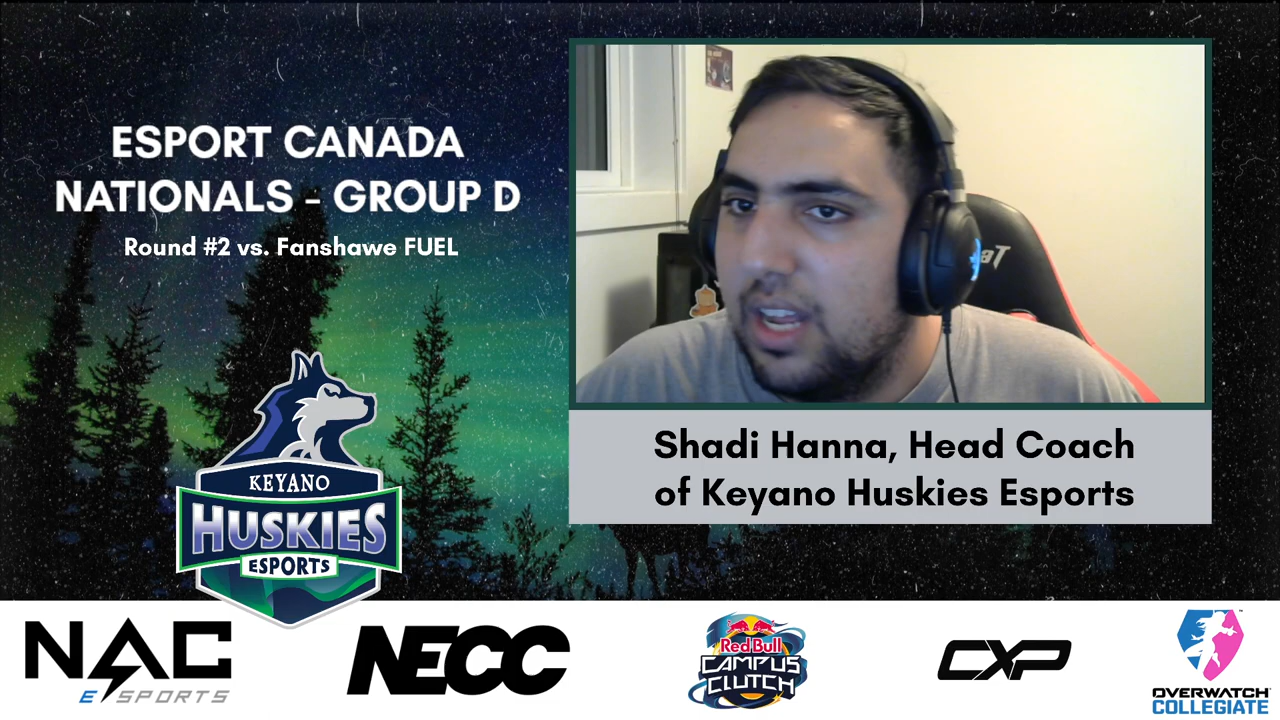 ESPORT CANADA
NATIONALS - GROUP D
Round #2 vs. Fanshawe FUEL
Shadi Hanna, Head Coach
of Keyano Huskies Esports
KEYANO
HUSKIES
ESPORTS
NAC
ESPORTS
NECC
Red Bull
CAMPUS
CLUTCH
CXP
OVERWATCH
COLLEGIATE